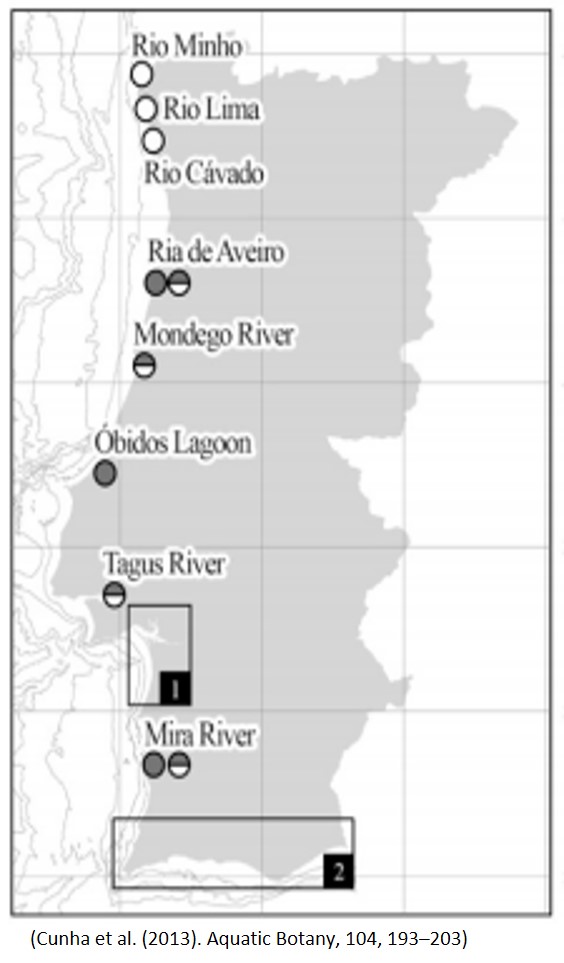 Rio Minho
Rio Lima
Rio Cávado
Ria de Aveiro
Mondego River
Óbidos Lagoon
Tagus River
1
Mira River
2
(Cunha et al. (2013). Aquatic Botany, 104, 193–203)